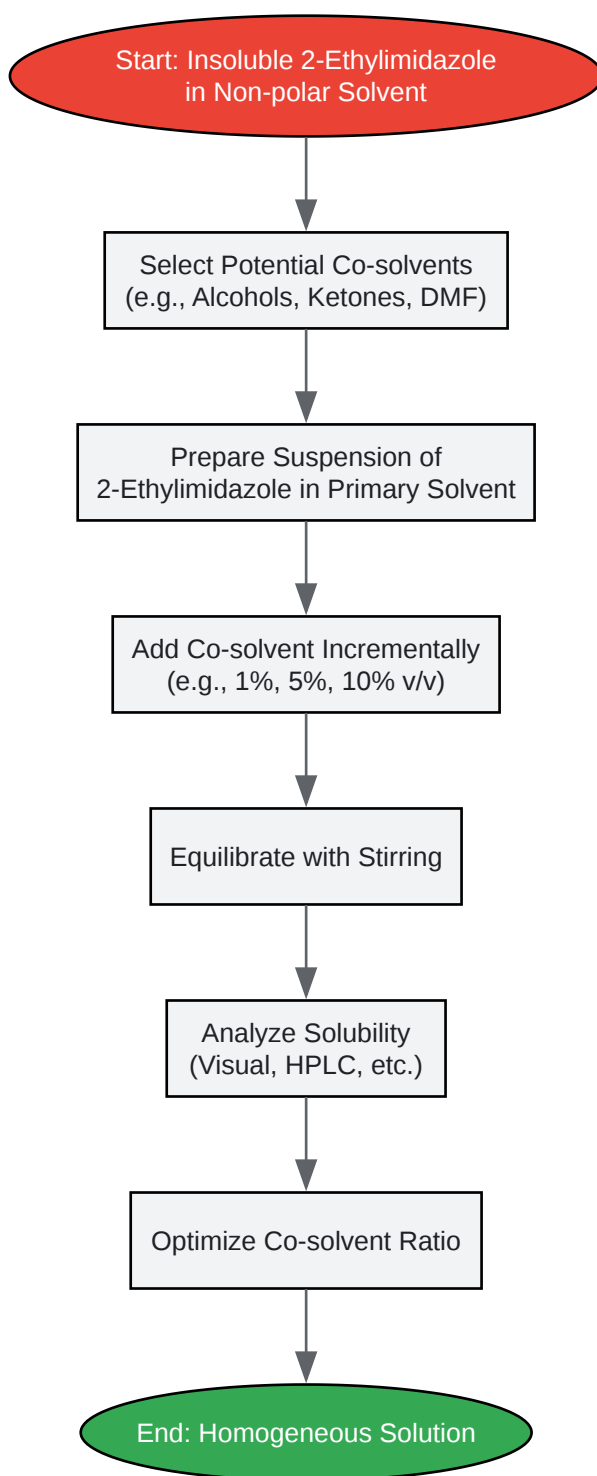 Start: Insoluble 2-Ethylimidazole
in Non-polar Solvent
Select Potential Co-solvents
(e.g., Alcohols, Ketones, DMF)
Prepare Suspension of
2-Ethylimidazole in Primary Solvent
Add Co-solvent Incrementally
(e.g., 1%, 5%, 10% v/v)
Equilibrate with Stirring
Analyze Solubility
(Visual, HPLC, etc.)
Optimize Co-solvent Ratio
End: Homogeneous Solution